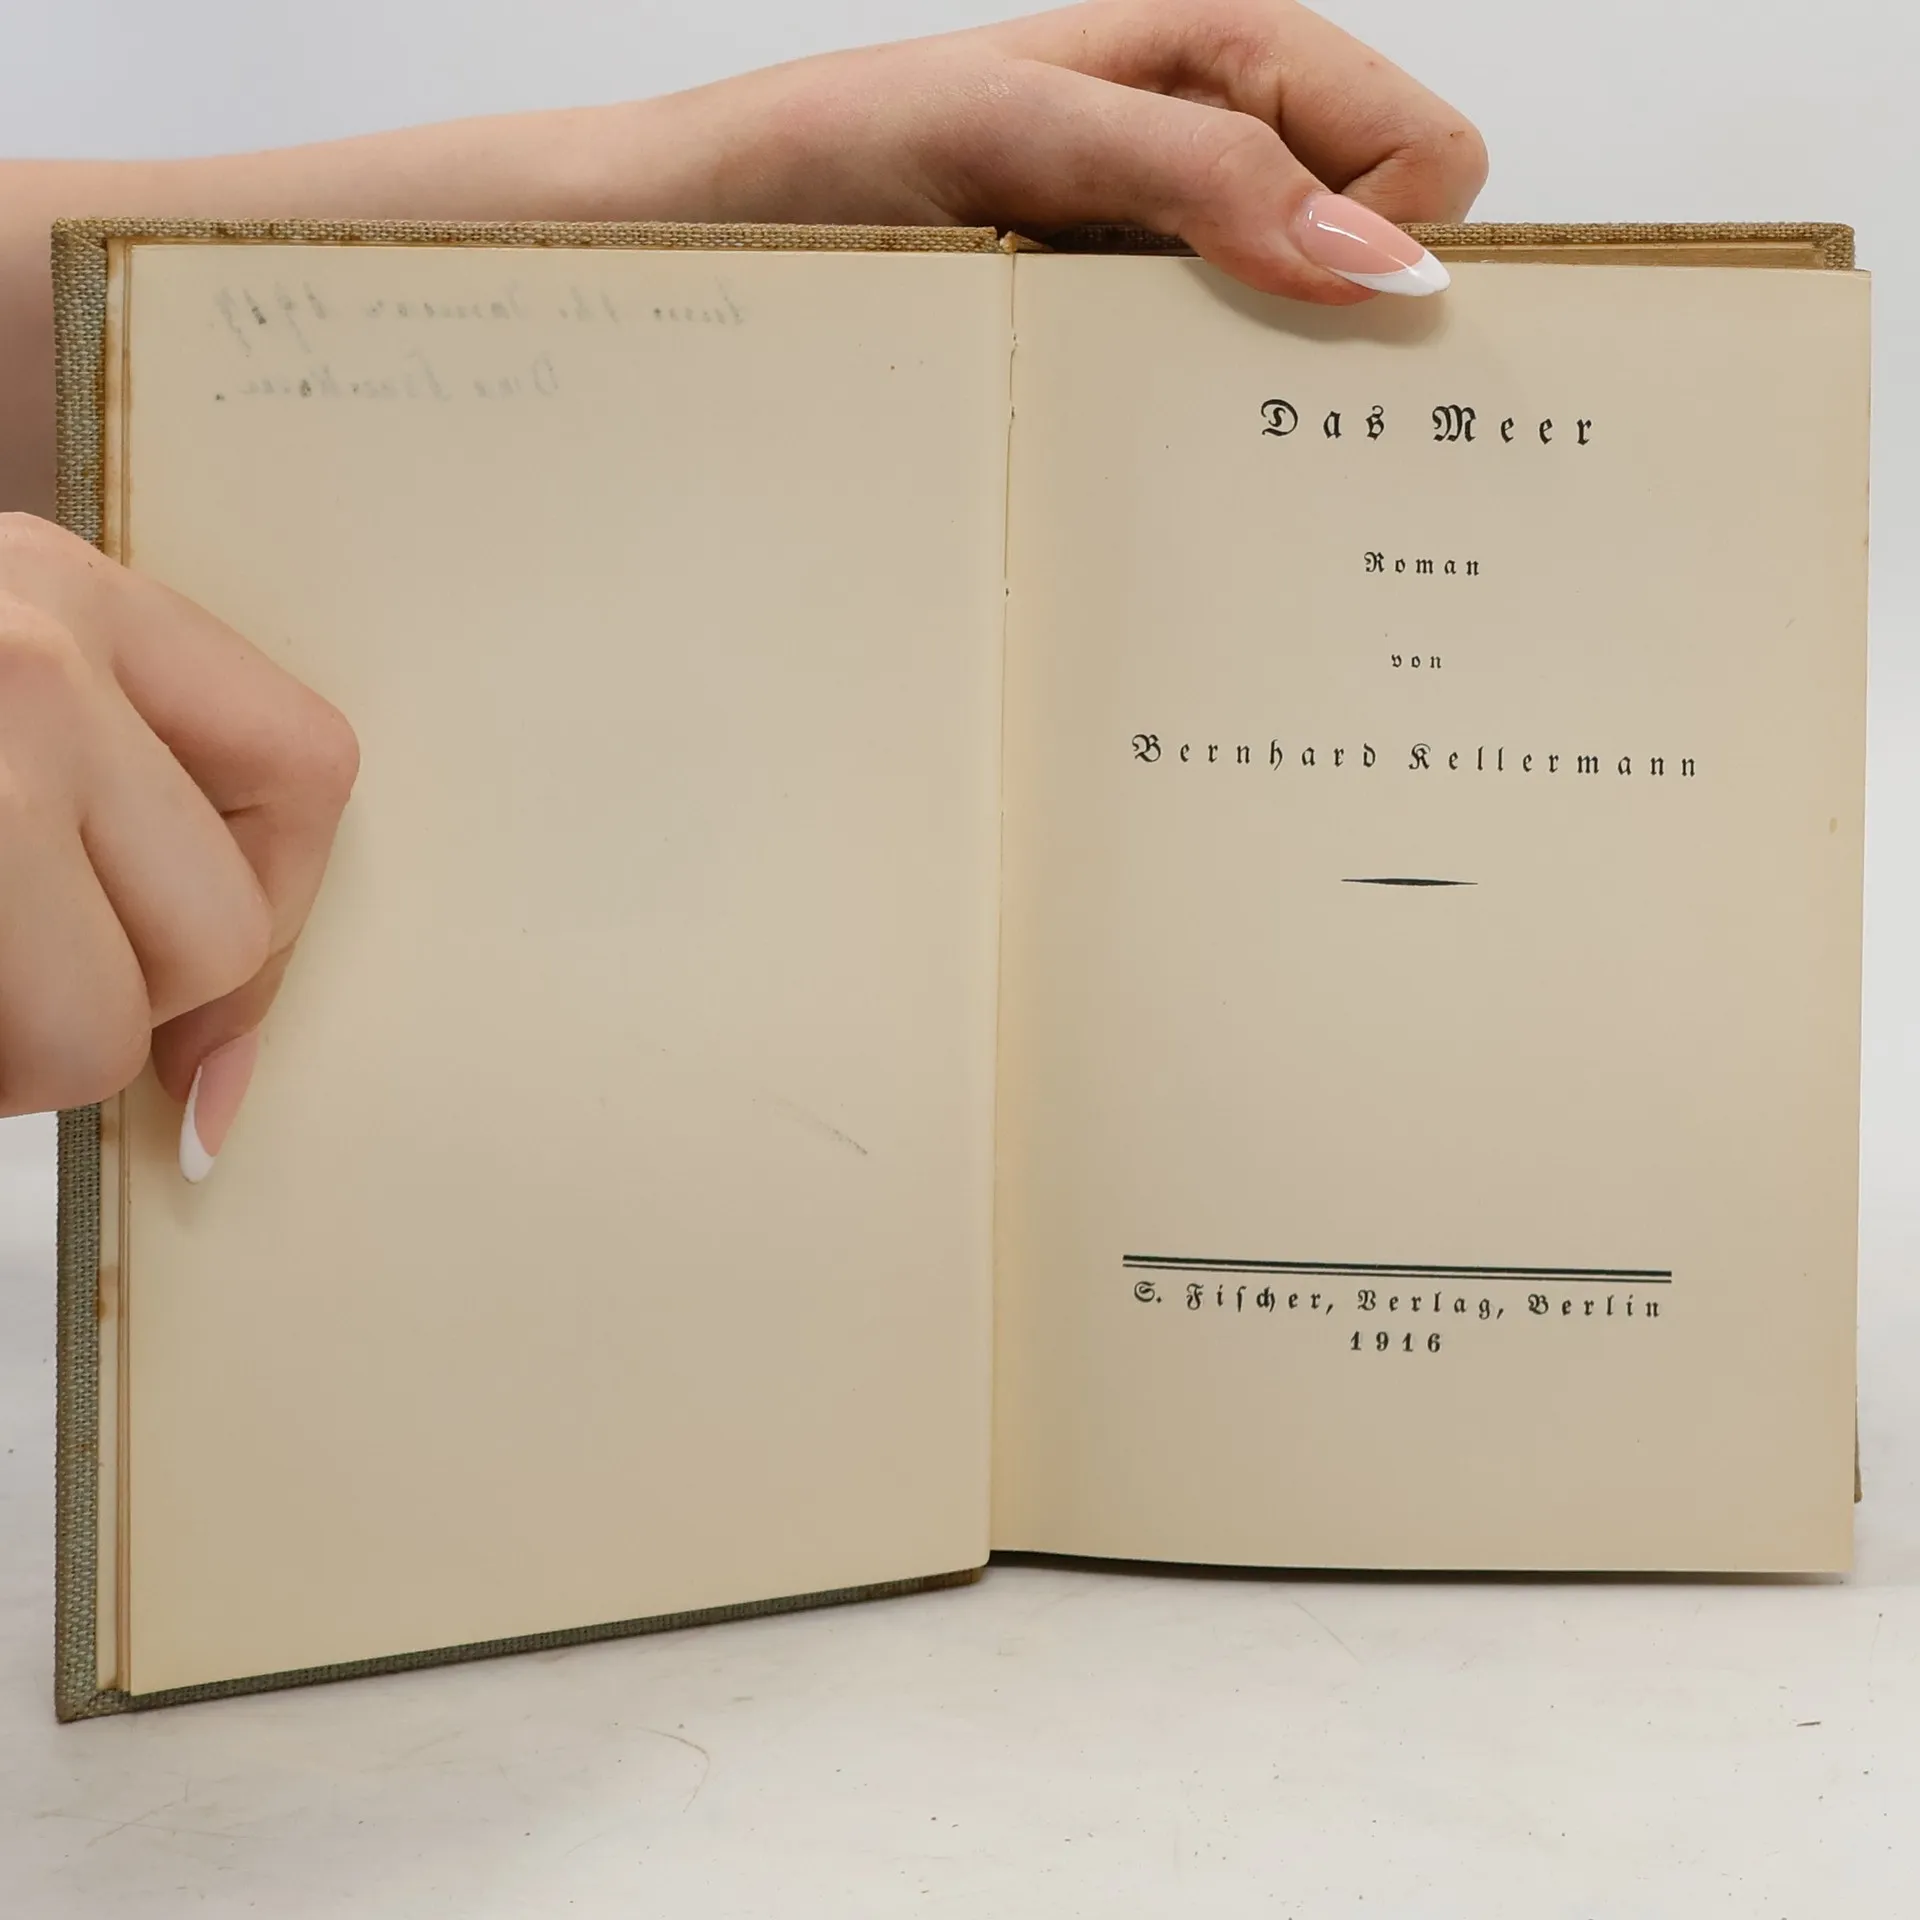 Das Meer
Roman
von
Bernhard Kellermann
S. Fiſcher, Verlag, Berlin
1916